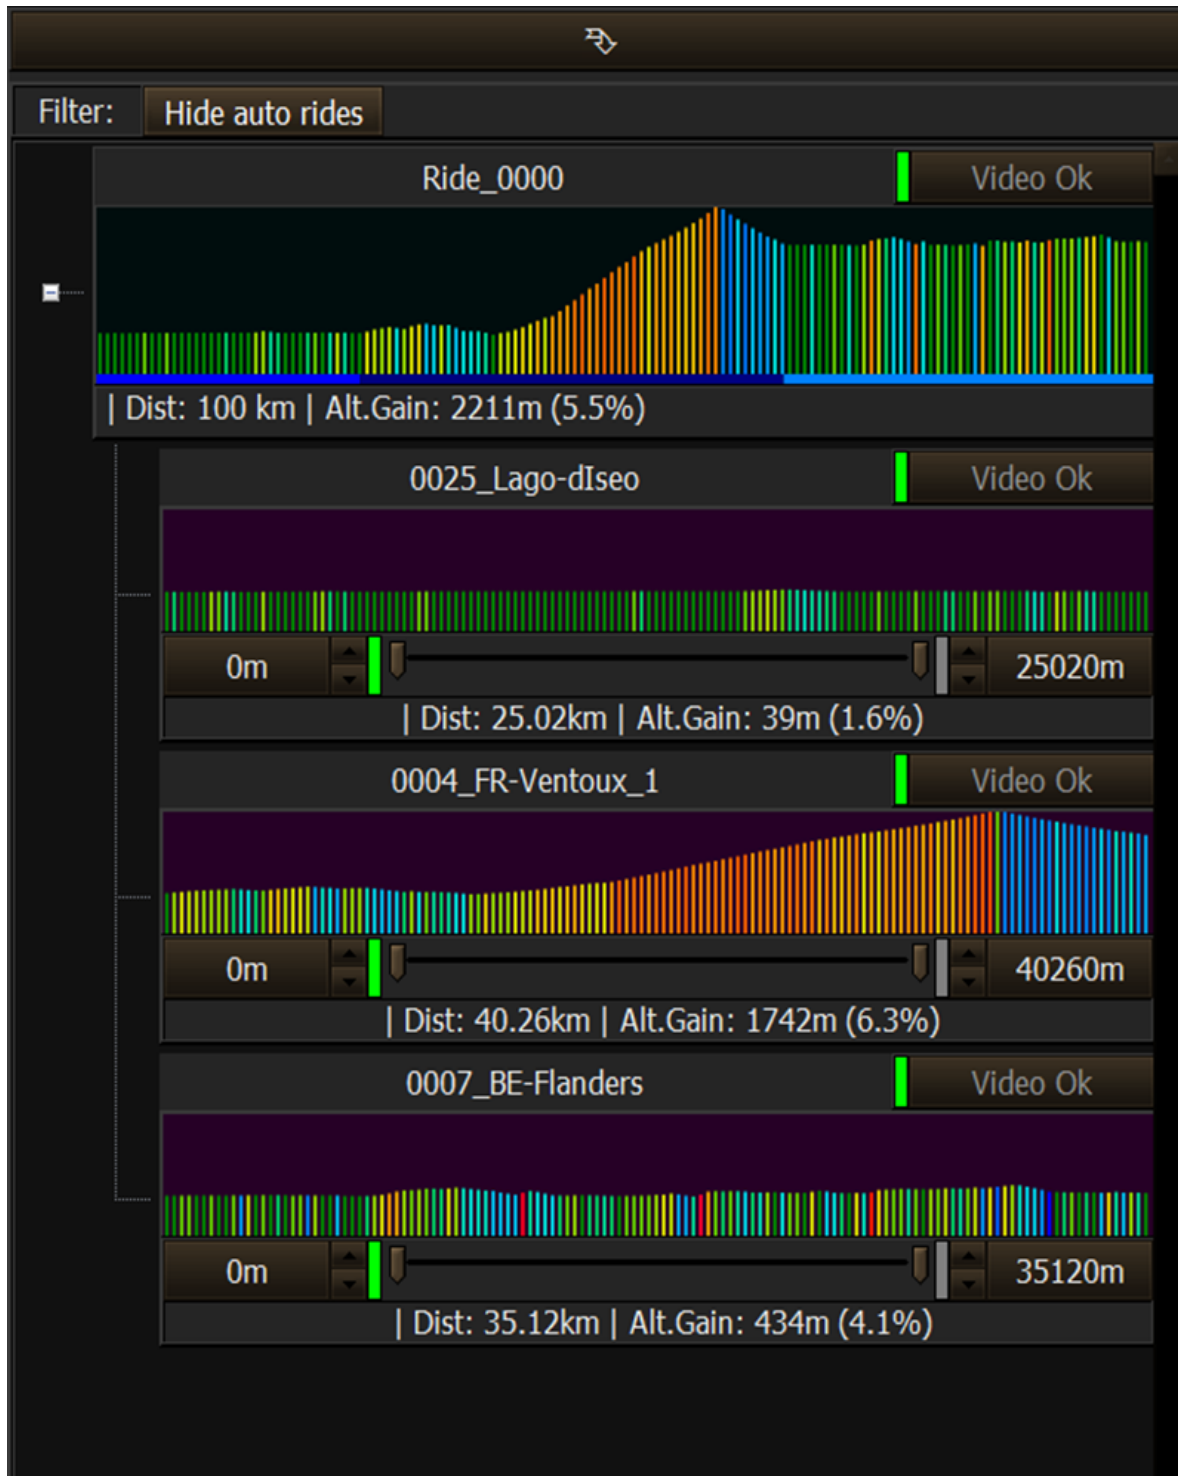 Filter: Hide auto rides
Ride_0000 Video Ok
| Dist: 100 km | Alt.Gain: 2211m (5.5%)
0025_Lago-dIseo Video Ok
0m 25020m
| Dist: 25.02km | Alt.Gain: 39m (1.6%)
0004_FR-Ventoux_1 Video Ok
0m 40260m
| Dist: 40.26km | Alt.Gain: 1742m (6.3%)
0007_BE-Flanders Video Ok
0m 35120m
| Dist: 35.12km | Alt.Gain: 434m (4.1%)